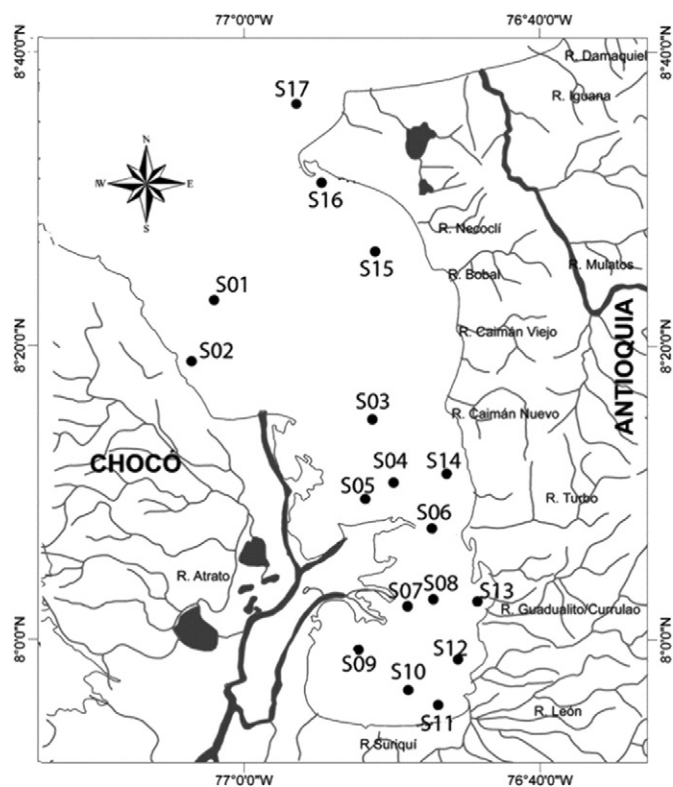 77°0'0"W
76°40'0"W
8°40'0"N
8°40'0"N
R. Damaquiel
R. Iguana
S17
N
W
E
S
S16
R. Necoclí
S15
R. Mulatos
R. Bobal
S01
ANTIOQUIA
R. Caimán Viejo
8°20'0"N
8°20'0"N
S02
S03
R. Caimán Nuevo
CHOCÓ
S04
S14
S05
R. Turbo
S06
R. Atrato
S07
S08
S13
R. Guadualito/Currulao
8°0'0"N
8°0'0"N
S09
S12
S10
S11
R. León
R Suriquí
77°0'0"W
76°40'0"W